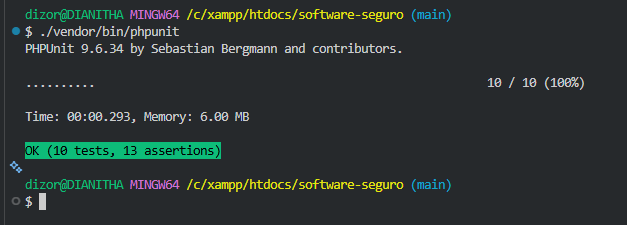 dizor@DIANITHA MINGW64 /c/xampp/htdocs/software-seguro (main)
$ ./vendor/bin/phpunit
PHPUnit 9.6.34 by Sebastian Bergmann and contributors.
.......... 10 / 10 (100%)
Time: 00:00.293, Memory: 6.00 MB
OK (10 tests, 13 assertions)
dizor@DIANITHA MINGW64 /c/xampp/htdocs/software-seguro (main)
$